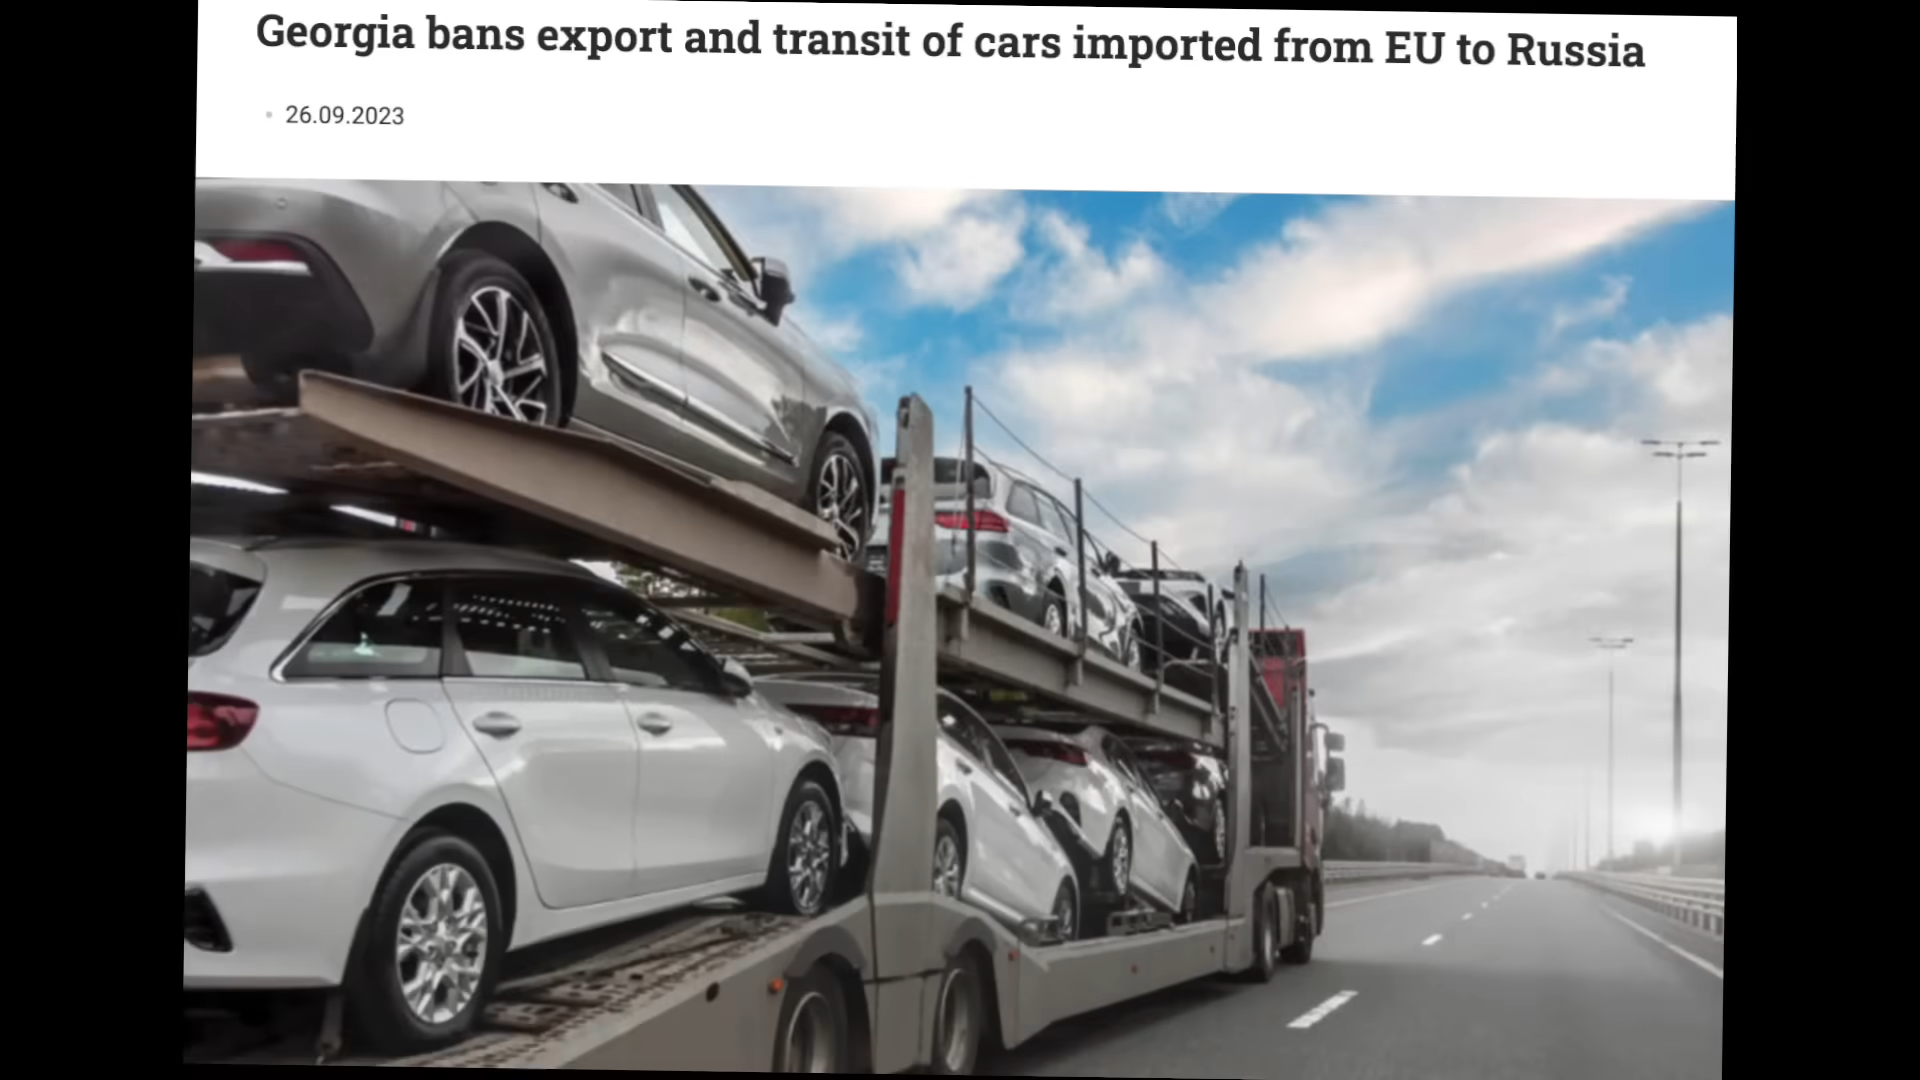 Georgia bans export and transit of cars imported from EU to Russia
26.09.2023